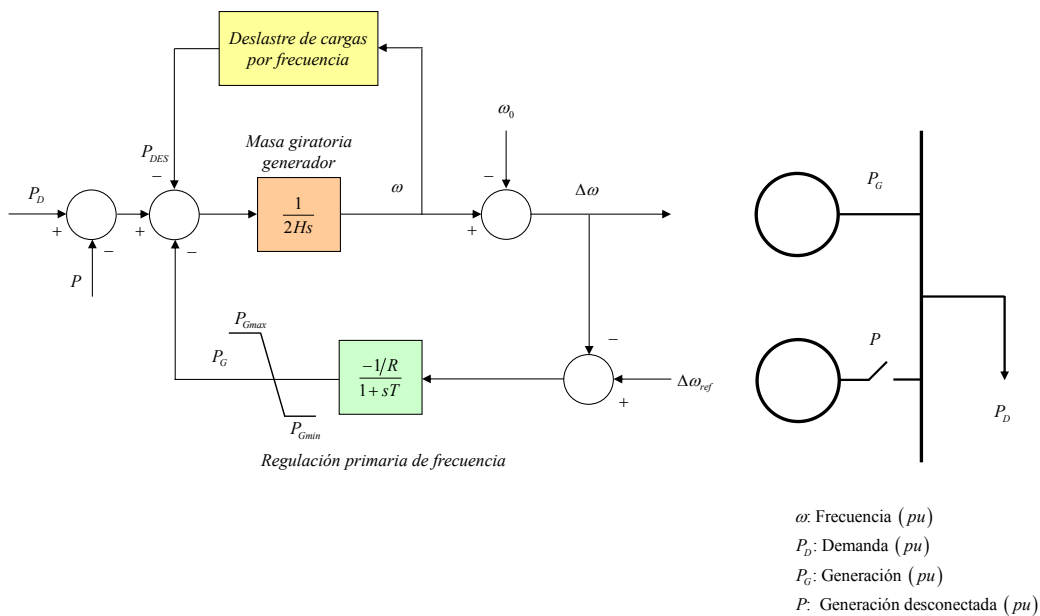 Deslastre de cargas
por frecuencia
ω₀
Masa giratoria
generador
P_DES
−
−
P_D
ω
Δω
1
2Hs
+
−
+
−
+
P
P_Gmax
P_G
−1/R
1 + sT
−
Δω_ref
+
P_Gmin
Regulación primaria de frecuencia
P_G
P
P_D
ω: Frecuencia (pu)
P_D: Demanda (pu)
P_G: Generación (pu)
P: Generación desconectada (pu)